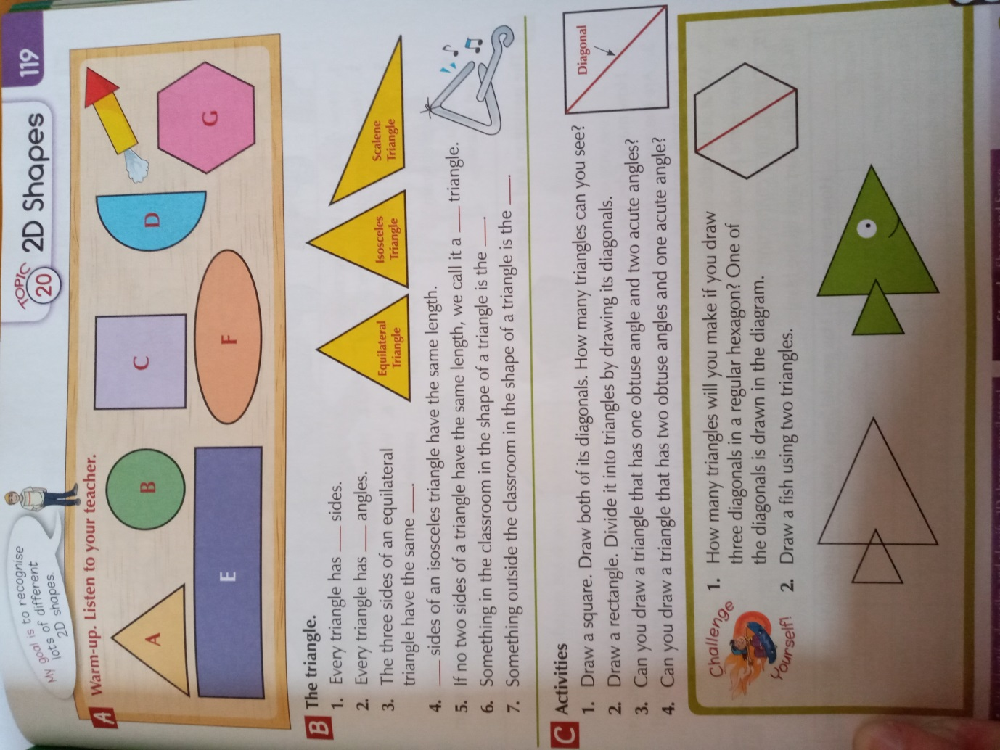 My goal is to recognise
lots of different
2D shapes.
TOPIC
20
2D Shapes
119
A Warm-up. Listen to your teacher.
A
B
C
D
E
F
G
B The triangle.
1. Every triangle has ___ sides.
2. Every triangle has ___ angles.
3. The three sides of an equilateral
triangle have the same ___.
Equilateral
Triangle
Isosceles
Triangle
Scalene
Triangle
4. ___ sides of an isosceles triangle have the same length.
5. If no two sides of a triangle have the same length, we call it a ___ triangle.
6. Something in the classroom in the shape of a triangle is the ___.
7. Something outside the classroom in the shape of a triangle is the ___.
C Activities
1. Draw a square. Draw both of its diagonals. How many triangles can you see?
2. Draw a rectangle. Divide it into triangles by drawing its diagonals.
3. Can you draw a triangle that has one obtuse angle and two acute angles?
4. Can you draw a triangle that has two obtuse angles and one acute angle?
Diagonal
Challenge
Yourself!
1. How many triangles will you make if you draw
three diagonals in a regular hexagon? One of
the diagonals is drawn in the diagram.
2. Draw a fish using two triangles.